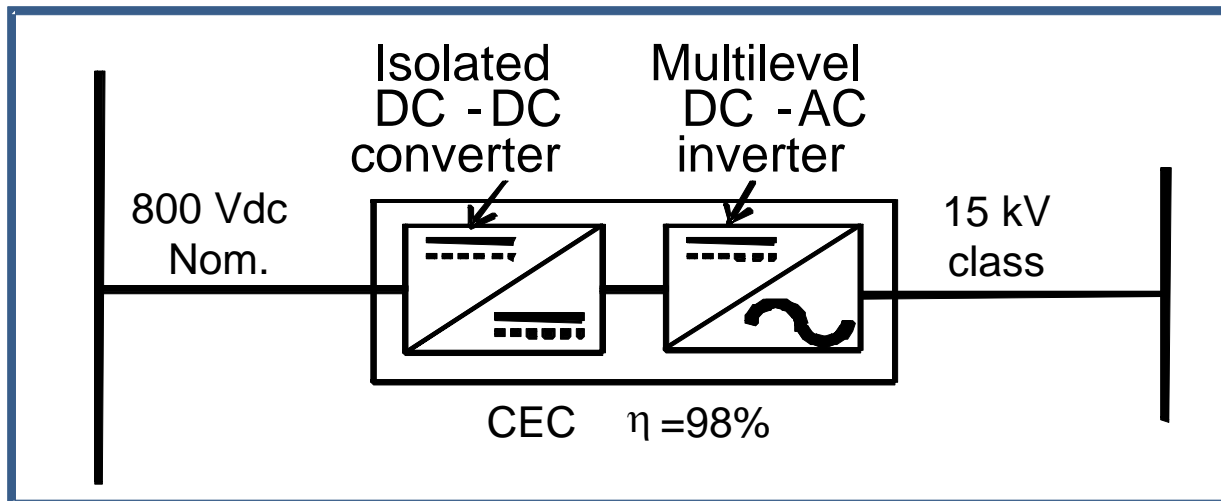 Isolated
DC - DC
converter
Multilevel
DC - AC
inverter
800 Vdc
Nom.
15 kV
class
CEC η =98%